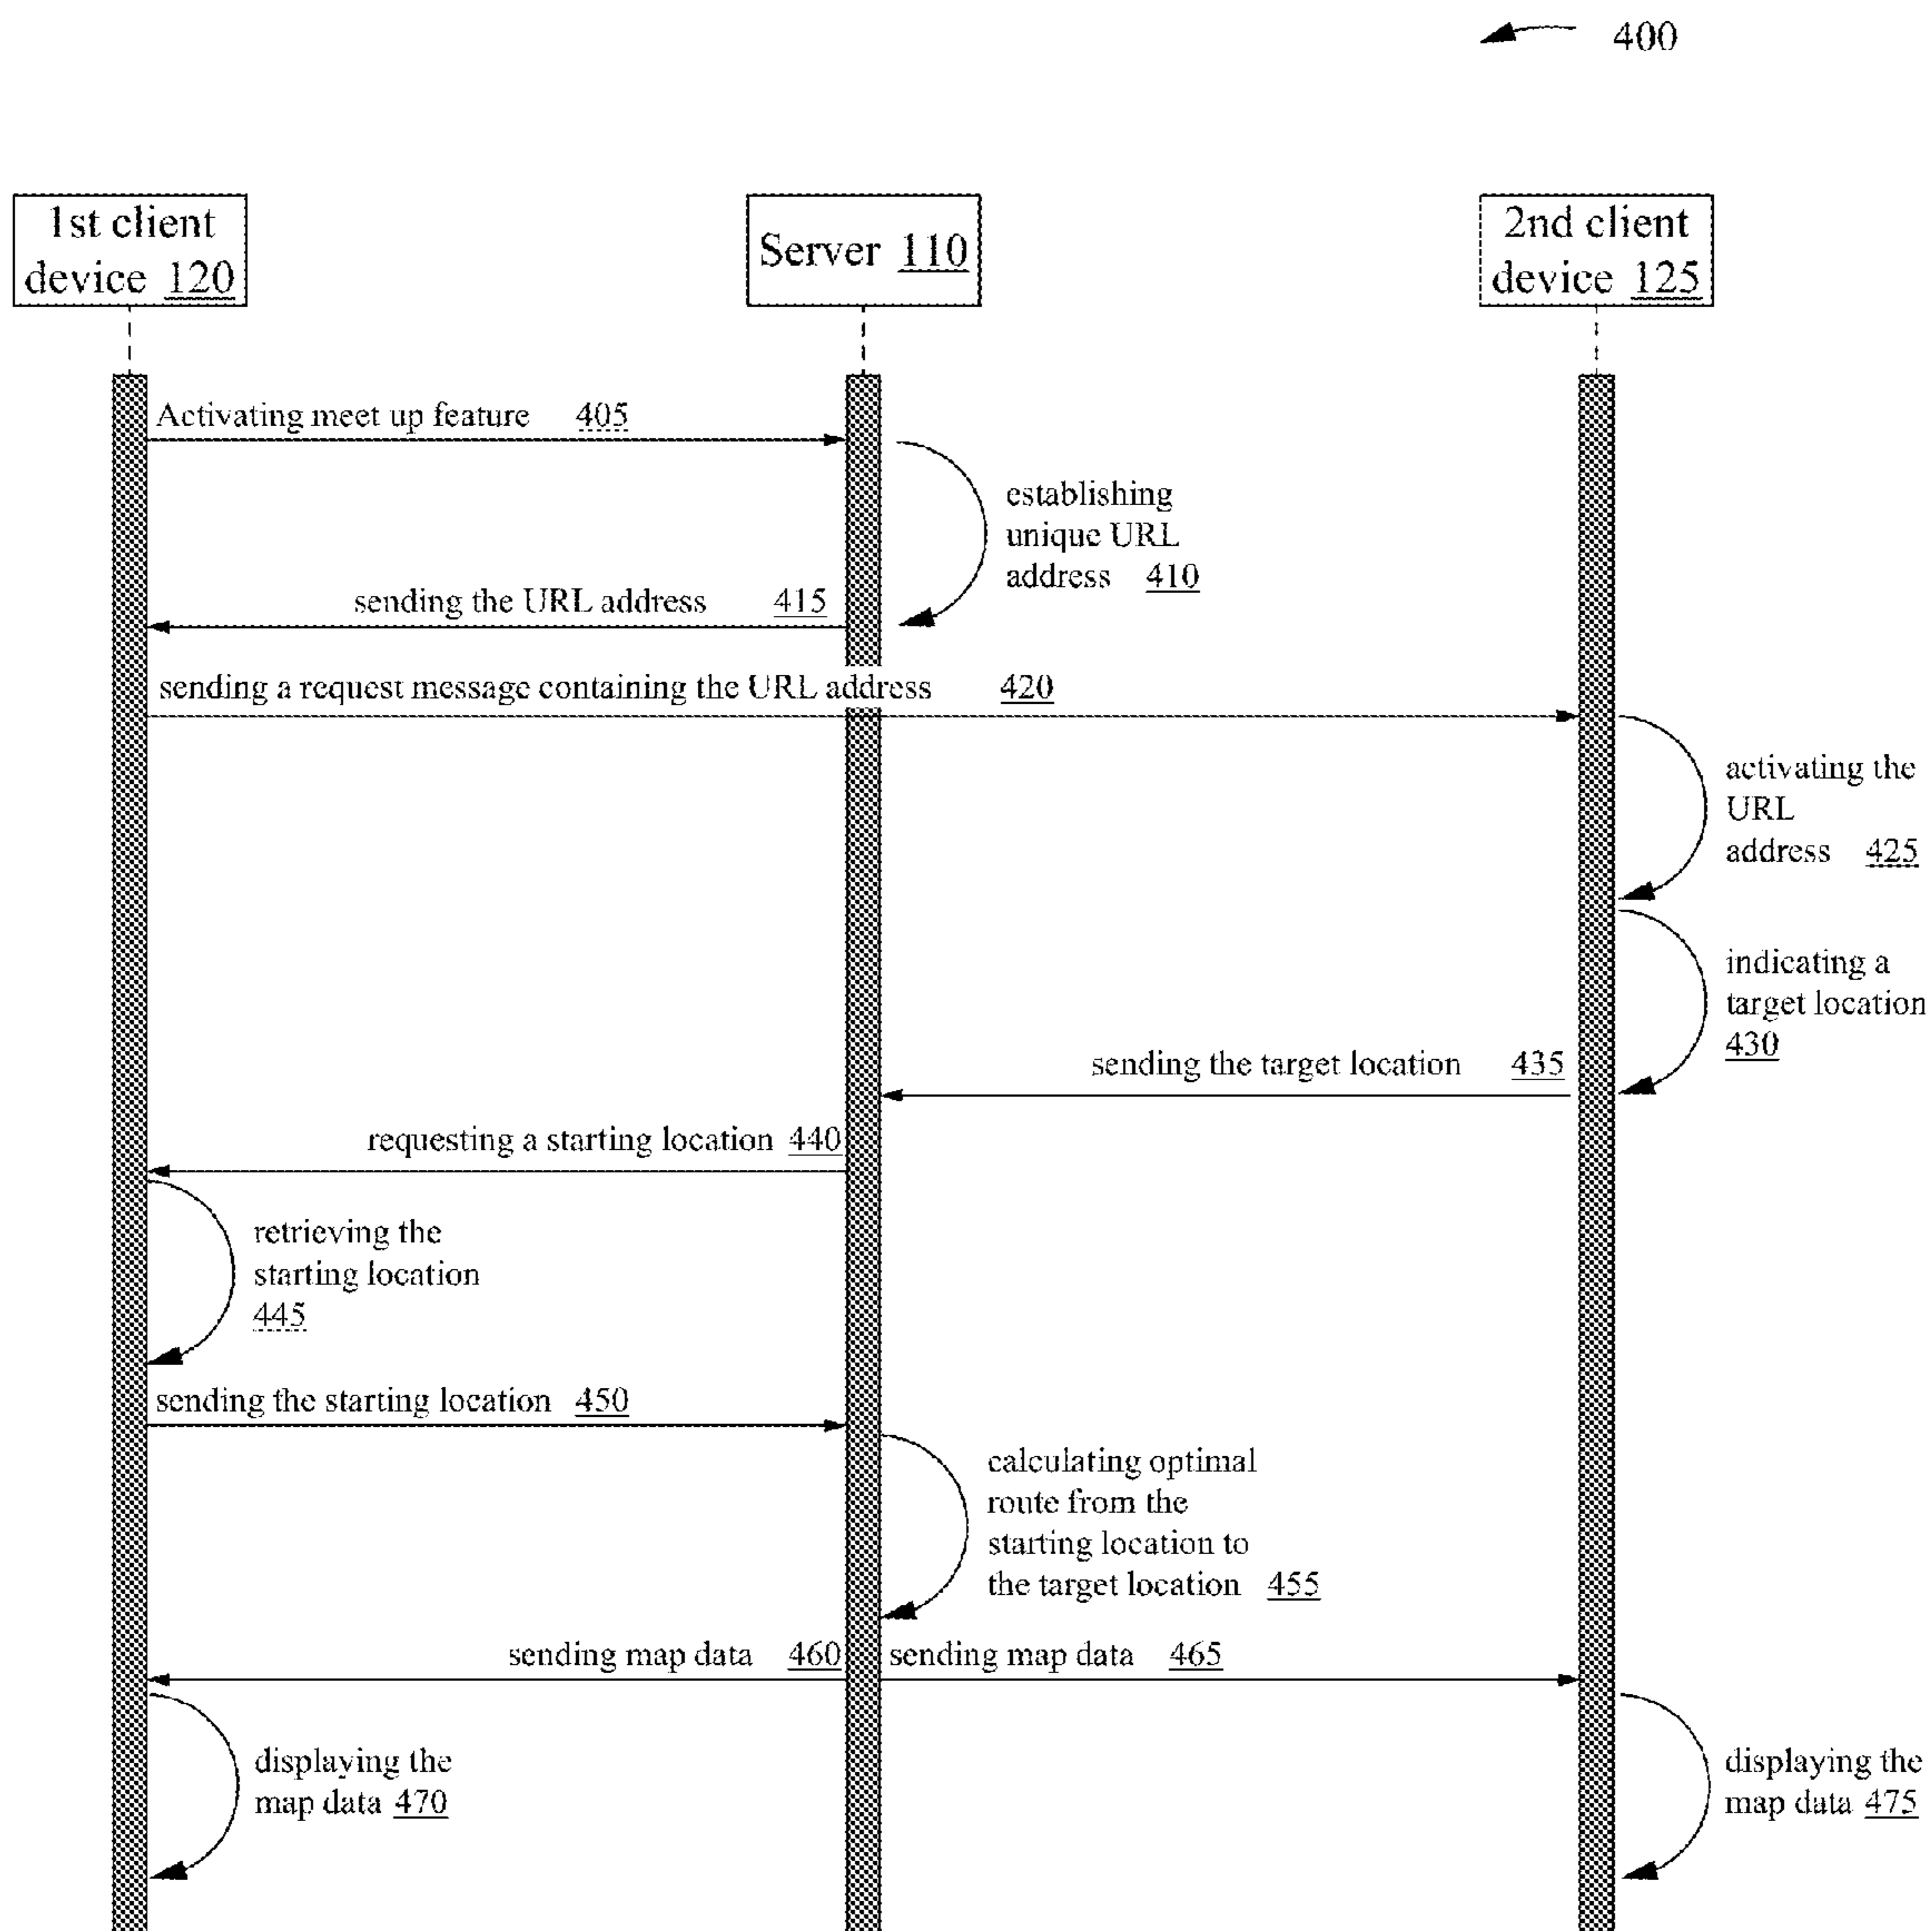 400
1st client
device 120
Server 110
2nd client
device 125
Activating meet up feature 405
establishing
unique URL
address 410
sending the URL address 415
sending a request message containing the URL address 420
activating the
URL
address 425
indicating a
target location
430
sending the target location 435
requesting a starting location 440
retrieving the
starting location
445
sending the starting location 450
calculating optimal
route from the
starting location to
the target location 455
sending map data 460
sending map data 465
displaying the
map data 470
displaying the
map data 475